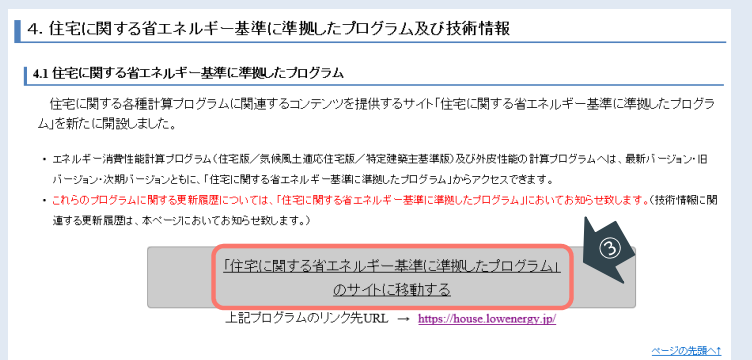 4. 住宅に関する省エネルギー基準に準拠したプログラム及び技術情報
4.1 住宅に関する省エネルギー基準に準拠したプログラム
住宅に関する各種計算プログラムに関連するコンテンツを提供するサイト「住宅に関する省エネルギー基準に準拠したプログラ
ム」を新たに開設しました。
• エネルギー消費性能計算プログラム（住宅版／気候風土適応住宅版／特定建築主基準版）及び外皮性能の計算プログラムへは、最新バージョン・旧
バージョン・次期バージョンともに、「住宅に関する省エネルギー基準に準拠したプログラム」からアクセスできます。
• これらのプログラムに関する更新履歴については、「住宅に関する省エネルギー基準に準拠したプログラム」においてお知らせ致します。（技術情報に関
連する更新履歴は、本ページにおいてお知らせ致します。）
③
「住宅に関する省エネルギー基準に準拠したプログラム」
のサイトに移動する
上記プログラムのリンク先URL → https://house.lowenergy.jp/
ページの先頭へ↑